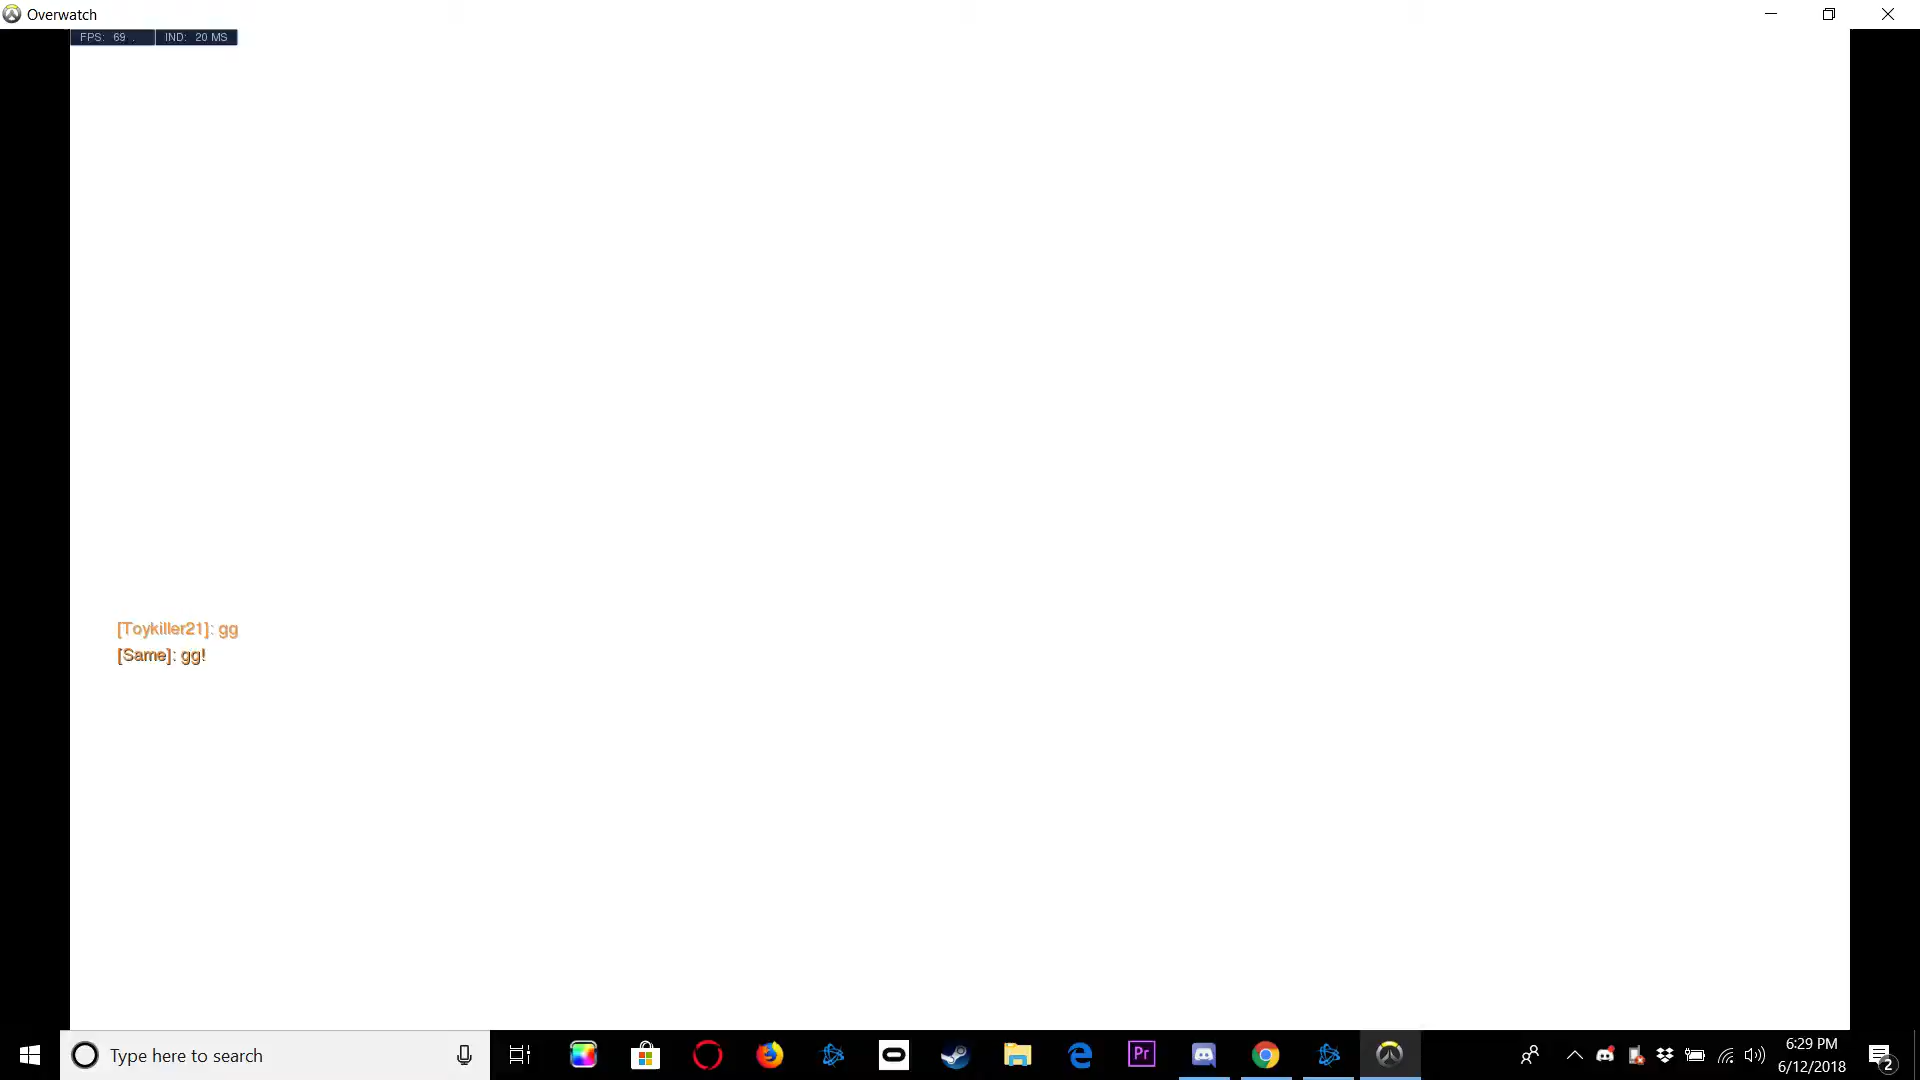 Overwatch
FPS: 69 . IND: 20 MS
[Toykiller21]: gg
[Same]: gg!
Type here to search
Pr
6:29 PM
6/12/2018
2